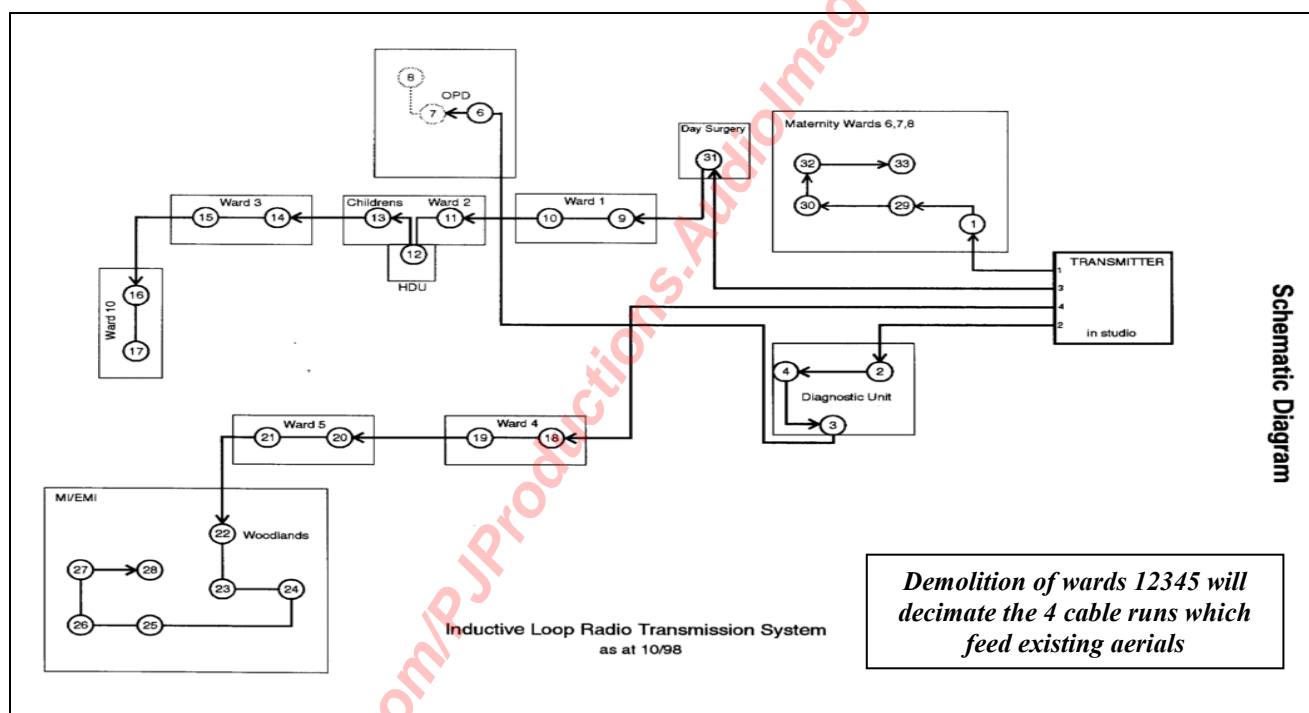 8
OPD
7
6
Day Surgery
31
Maternity Wards 6,7,8
32
33
30
29
1
Ward 3
15
14
Childrens
Ward 2
13
11
12
HDU
Ward 1
10
9
TRANSMITTER
1
3
4
2
in studio
16
Ward 10
17
4
2
Diagnostic Unit
3
Ward 5
21
20
Ward 4
19
18
MI/EMI
22
Woodlands
27
28
23
24
26
25
Inductive Loop Radio Transmission System
as at 10/98
Schematic Diagram
Demolition of wards 12345 will
decimate the 4 cable runs which
feed existing aerials
om/PJProductions.AudioImag